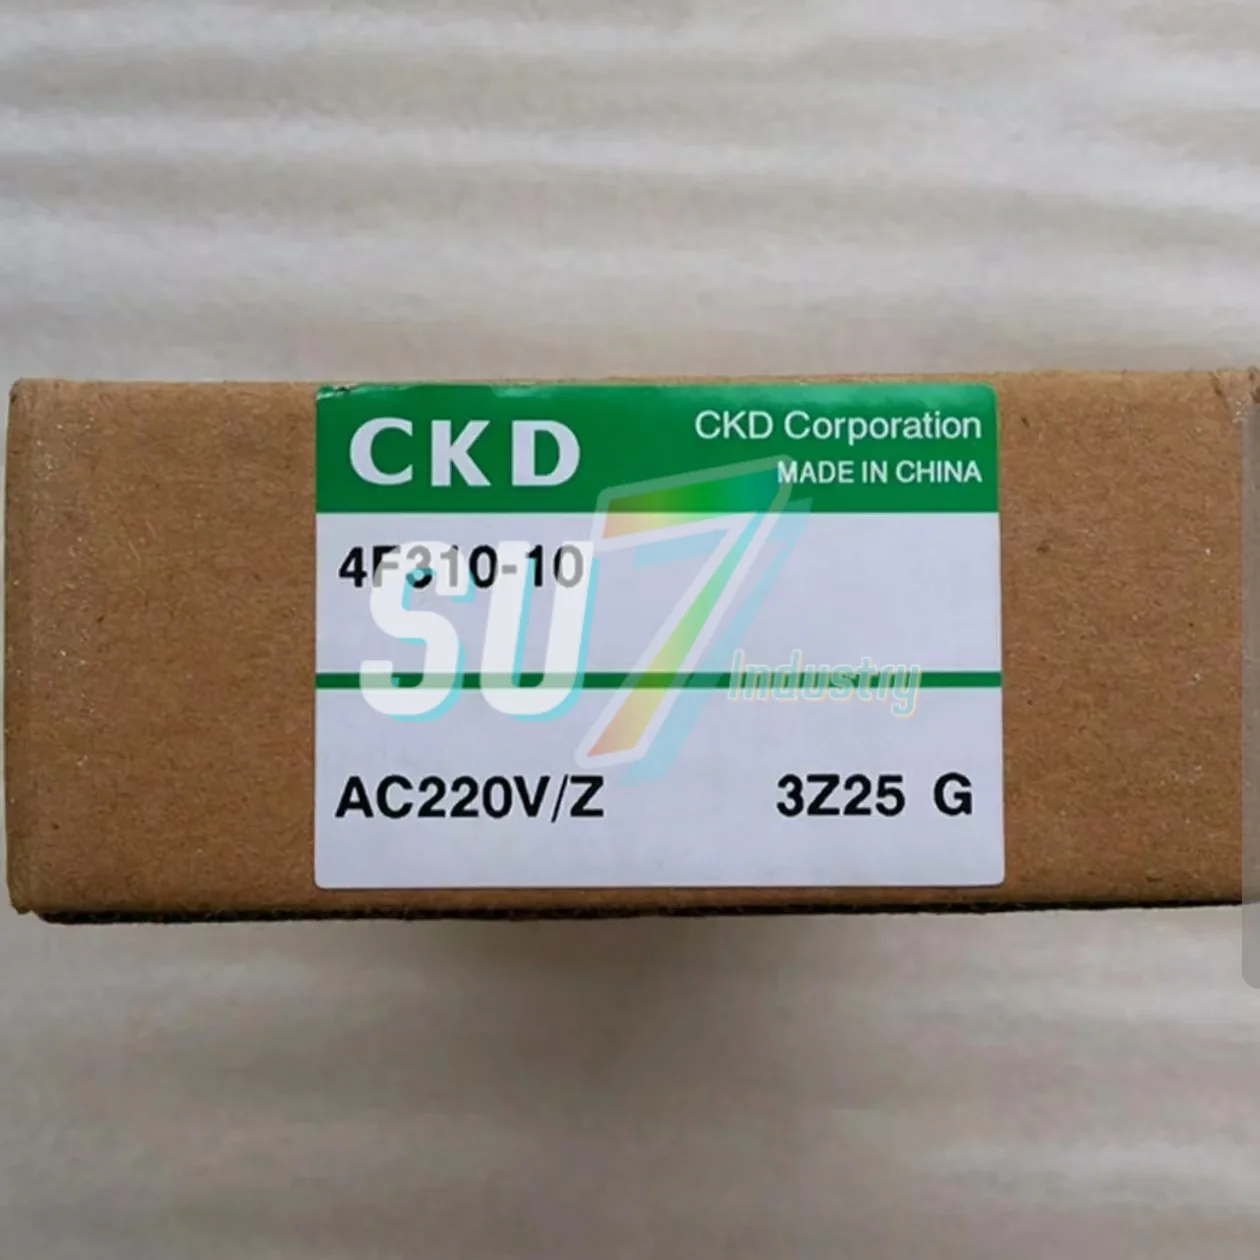 CKD
CKD Corporation
MADE IN CHINA
4F310-10
SU7
Industry
AC220V/Z 3Z25 G